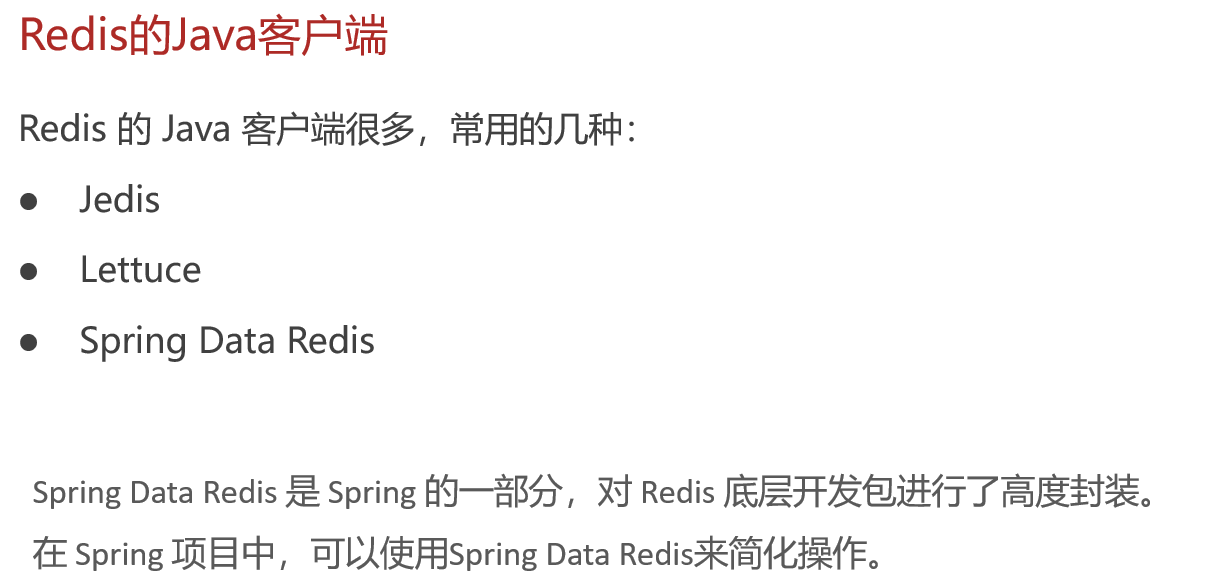 Redis的Java客户端
Redis 的 Java 客户端很多，常用的几种：
● Jedis
● Lettuce
● Spring Data Redis
Spring Data Redis 是 Spring 的一部分，对 Redis 底层开发包进行了高度封装。
在 Spring 项目中，可以使用Spring Data Redis来简化操作。